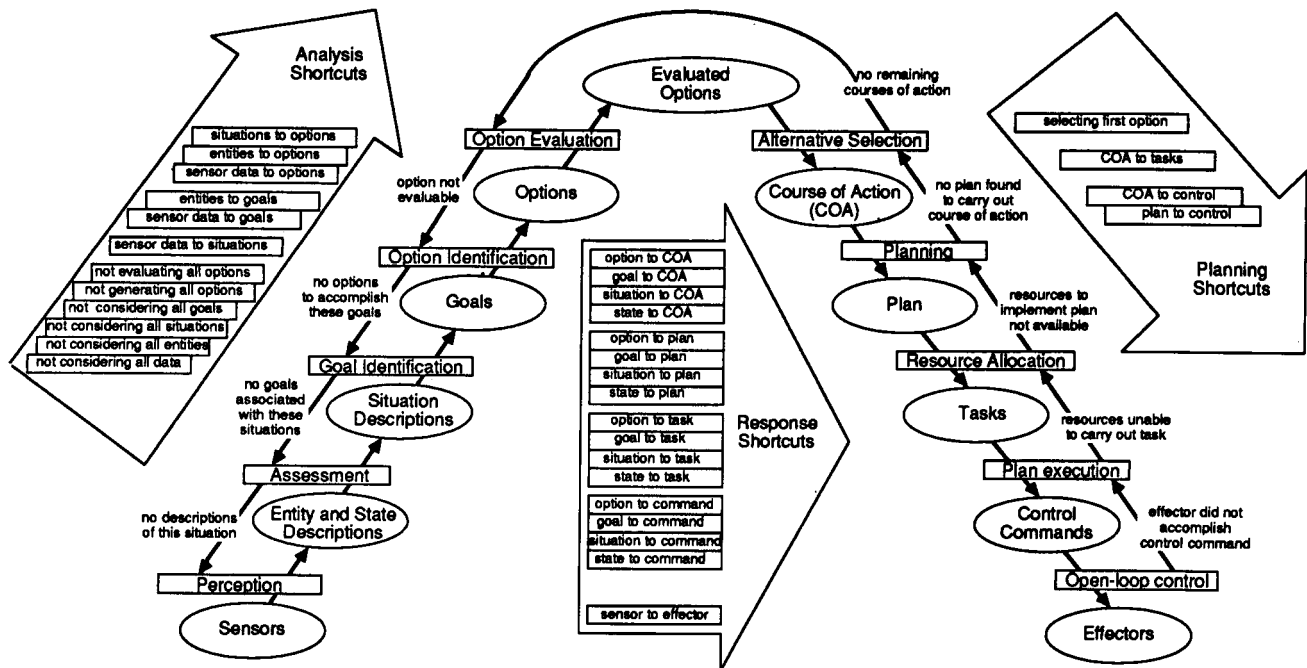 Analysis
Shortcuts
situations to options
entities to options
sensor data to options
entities to goals
sensor data to goals
sensor data to situations
not evaluating all options
not generating all options
not considering all goals
not considering all situations
not considering all entities
not considering all data
Evaluated
Options
Option Evaluation
option not
evaluable
Options
Option Identification
no options
to accomplish
these goals
Goals
Goal Identification
no goals
associated
with these
situations
Situation
Descriptions
Assessment
no descriptions
of this situation
Entity and State
Descriptions
Perception
Sensors
option to COA
goal to COA
situation to COA
state to COA
option to plan
goal to plan
situation to plan
state to plan
option to task
goal to task
situation to task
state to task
option to command
goal to command
situation to command
state to command
sensor to effector
Response
Shortcuts
no remaining
courses of action
Alternative Selection
Course of Action
(COA)
no plan found
to carry out
course of action
Planning
Plan
resources to
implement plan
not available
Resource Allocation
Tasks
resources unable
to carry out task
Plan execution
Control
Commands
effector did not
accomplish
control command
Open-loop control
Effectors
selecting first option
COA to tasks
COA to control
plan to control
Planning
Shortcuts